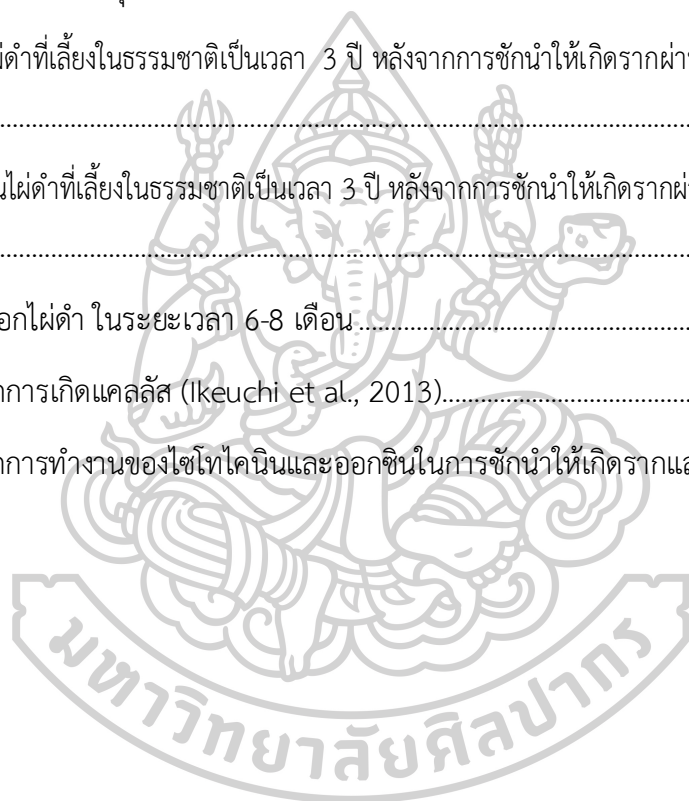 ผ่ดำที่เลี้ยงในธรรมชาติเป็นเวลา 3 ปี หลังจากการชักนำให้เกิดรากผ่า
................................................................................
นไผ่ดำที่เลี้ยงในธรรมชาติเป็นเวลา 3 ปี หลังจากการชักนำให้เกิดรากผ่
................................................................................
อกไผ่ดำ ในระยะเวลา 6-8 เดือน ........................................
าการเกิดแคลลัส (Ikeuchi et al., 2013)..............................
าการทำงานของไซโทไคนินและออกซินในการชักนำให้เกิดรากแล
มหาวิทยาลัยศิลปากร